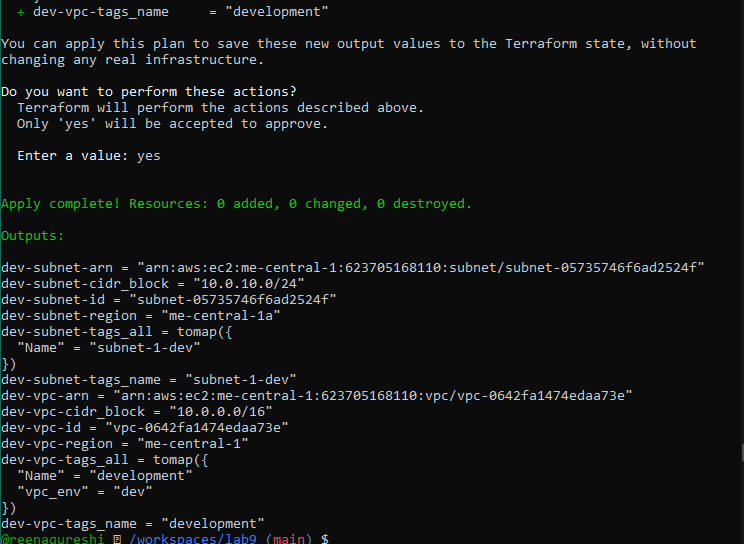 + dev-vpc-tags_name     = "development"
You can apply this plan to save these new output values to the Terraform state, without
changing any real infrastructure.
Do you want to perform these actions?
  Terraform will perform the actions described above.
  Only 'yes' will be accepted to approve.
  Enter a value: yes
Apply complete! Resources: 0 added, 0 changed, 0 destroyed.
Outputs:
dev-subnet-arn = "arn:aws:ec2:me-central-1:623705168110:subnet/subnet-05735746f6ad2524f"
dev-subnet-cidr_block = "10.0.10.0/24"
dev-subnet-id = "subnet-05735746f6ad2524f"
dev-subnet-region = "me-central-1a"
dev-subnet-tags_all = tomap({
  "Name" = "subnet-1-dev"
})
dev-subnet-tags_name = "subnet-1-dev"
dev-vpc-arn = "arn:aws:ec2:me-central-1:623705168110:vpc/vpc-0642fa1474edaa73e"
dev-vpc-cidr_block = "10.0.0.0/16"
dev-vpc-id = "vpc-0642fa1474edaa73e"
dev-vpc-region = "me-central-1"
dev-vpc-tags_all = tomap({
  "Name" = "development"
  "vpc_env" = "dev"
})
dev-vpc-tags_name = "development"
@reenaqureshi /workspaces/lab9 (main) $